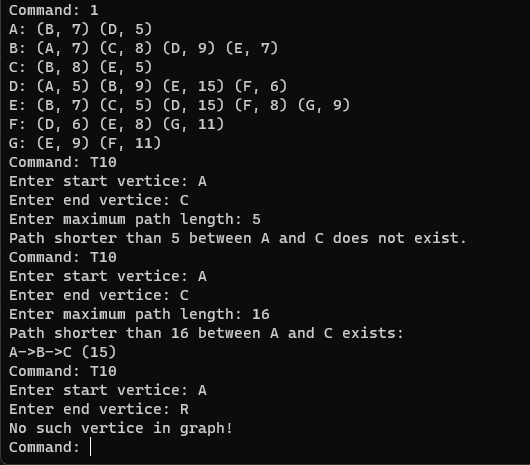 Command: 1
A: (B, 7) (D, 5)
B: (A, 7) (C, 8) (D, 9) (E, 7)
C: (B, 8) (E, 5)
D: (A, 5) (B, 9) (E, 15) (F, 6)
E: (B, 7) (C, 5) (D, 15) (F, 8) (G, 9)
F: (D, 6) (E, 8) (G, 11)
G: (E, 9) (F, 11)
Command: T10
Enter start vertice: A
Enter end vertice: C
Enter maximum path length: 5
Path shorter than 5 between A and C does not exist.
Command: T10
Enter start vertice: A
Enter end vertice: C
Enter maximum path length: 16
Path shorter than 16 between A and C exists:
A->B->C (15)
Command: T10
Enter start vertice: A
Enter end vertice: R
No such vertice in graph!
Command: